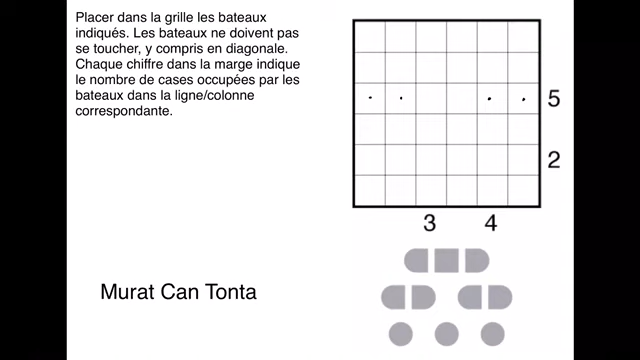 Placer dans la grille les bateaux
indiqués. Les bateaux ne doivent pas
se toucher, y compris en diagonale.
Chaque chiffre dans la marge indique
le nombre de cases occupées par les
bateaux dans la ligne/colonne
correspondante.
5
2
3 4
Murat Can Tonta